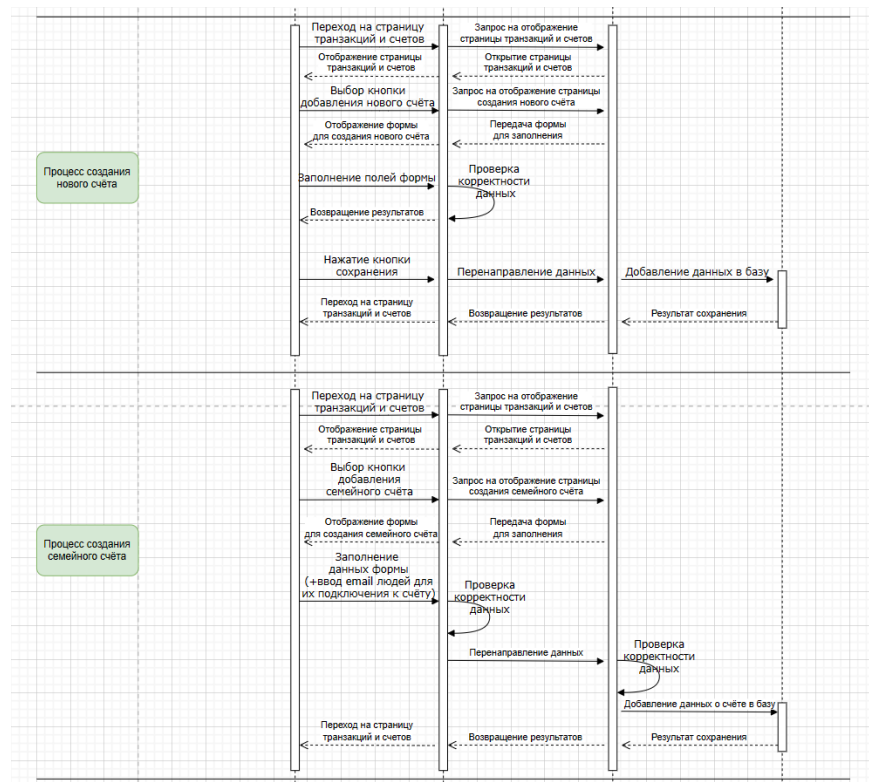 Переход на страницу
транзакций и счетов
Запрос на отображение
страницы транзакций и счетов
Отображение страницы
транзакций и счетов
Открытие страницы
транзакций и счетов
Выбор кнопки
добавления нового счёта
Запрос на отображение страницы
создания нового счёта
Отображение формы
для создания нового счёта
Передача формы
для заполнения
Процесс создания
нового счёта
Заполнение полей формы
Проверка
корректности
данных
Возвращение результатов
Нажатие кнопки
сохранения
Перенаправление данных
Добавление данных в базу
Переход на страницу
транзакций и счетов
Возвращение результатов
Результат сохранения
Переход на страницу
транзакций и счетов
Запрос на отображение
страницы транзакций и счетов
Отображение страницы
транзакций и счетов
Открытие страницы
транзакций и счетов
Выбор кнопки
добавления
семейного счёта
Запрос на отображение страницы
создания семейного счёта
Отображение формы
для создания семейного счёта
Передача формы
для заполнения
Процесс создания
семейного счёта
Заполнение
данных формы
(+ввод email людей для
их подключения к счёту)
Проверка
корректности
данных
Перенаправление данных
Проверка
корректности
данных
Добавление данных о счёте в базу
Переход на страницу
транзакций и счетов
Возвращение результатов
Результат сохранения